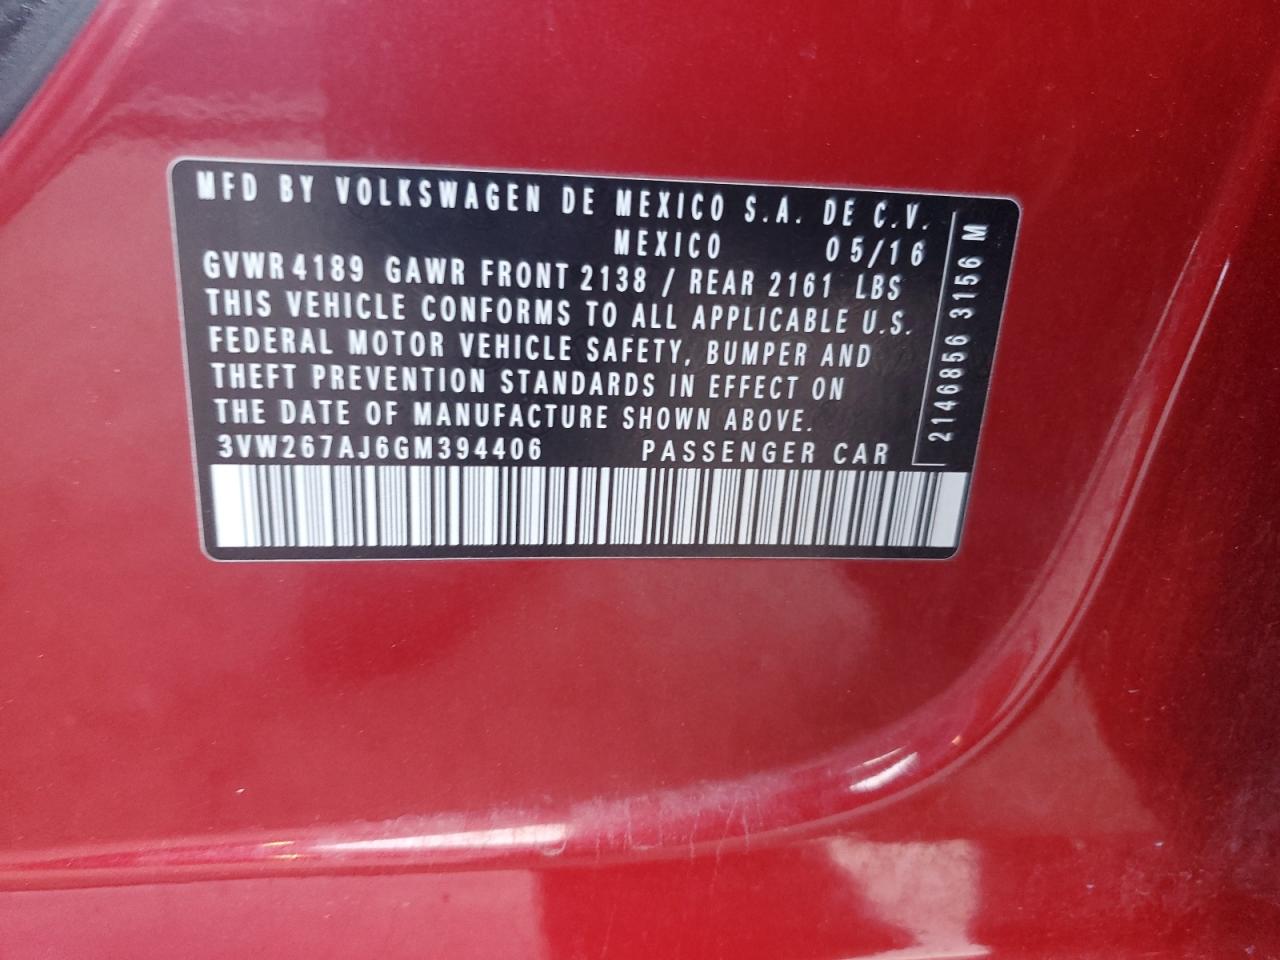 MFD BY VOLKSWAGEN DE MEXICO S.A. DE C.V.
MEXICO 05/16
GVWR 4189 GAWR FRONT 2138 / REAR 2161 LBS
THIS VEHICLE CONFORMS TO ALL APPLICABLE U.S.
FEDERAL MOTOR VEHICLE SAFETY, BUMPER AND
THEFT PREVENTION STANDARDS IN EFFECT ON
THE DATE OF MANUFACTURE SHOWN ABOVE.
3VW267AJ6GM394406 PASSENGER CAR
2146856 3156 M